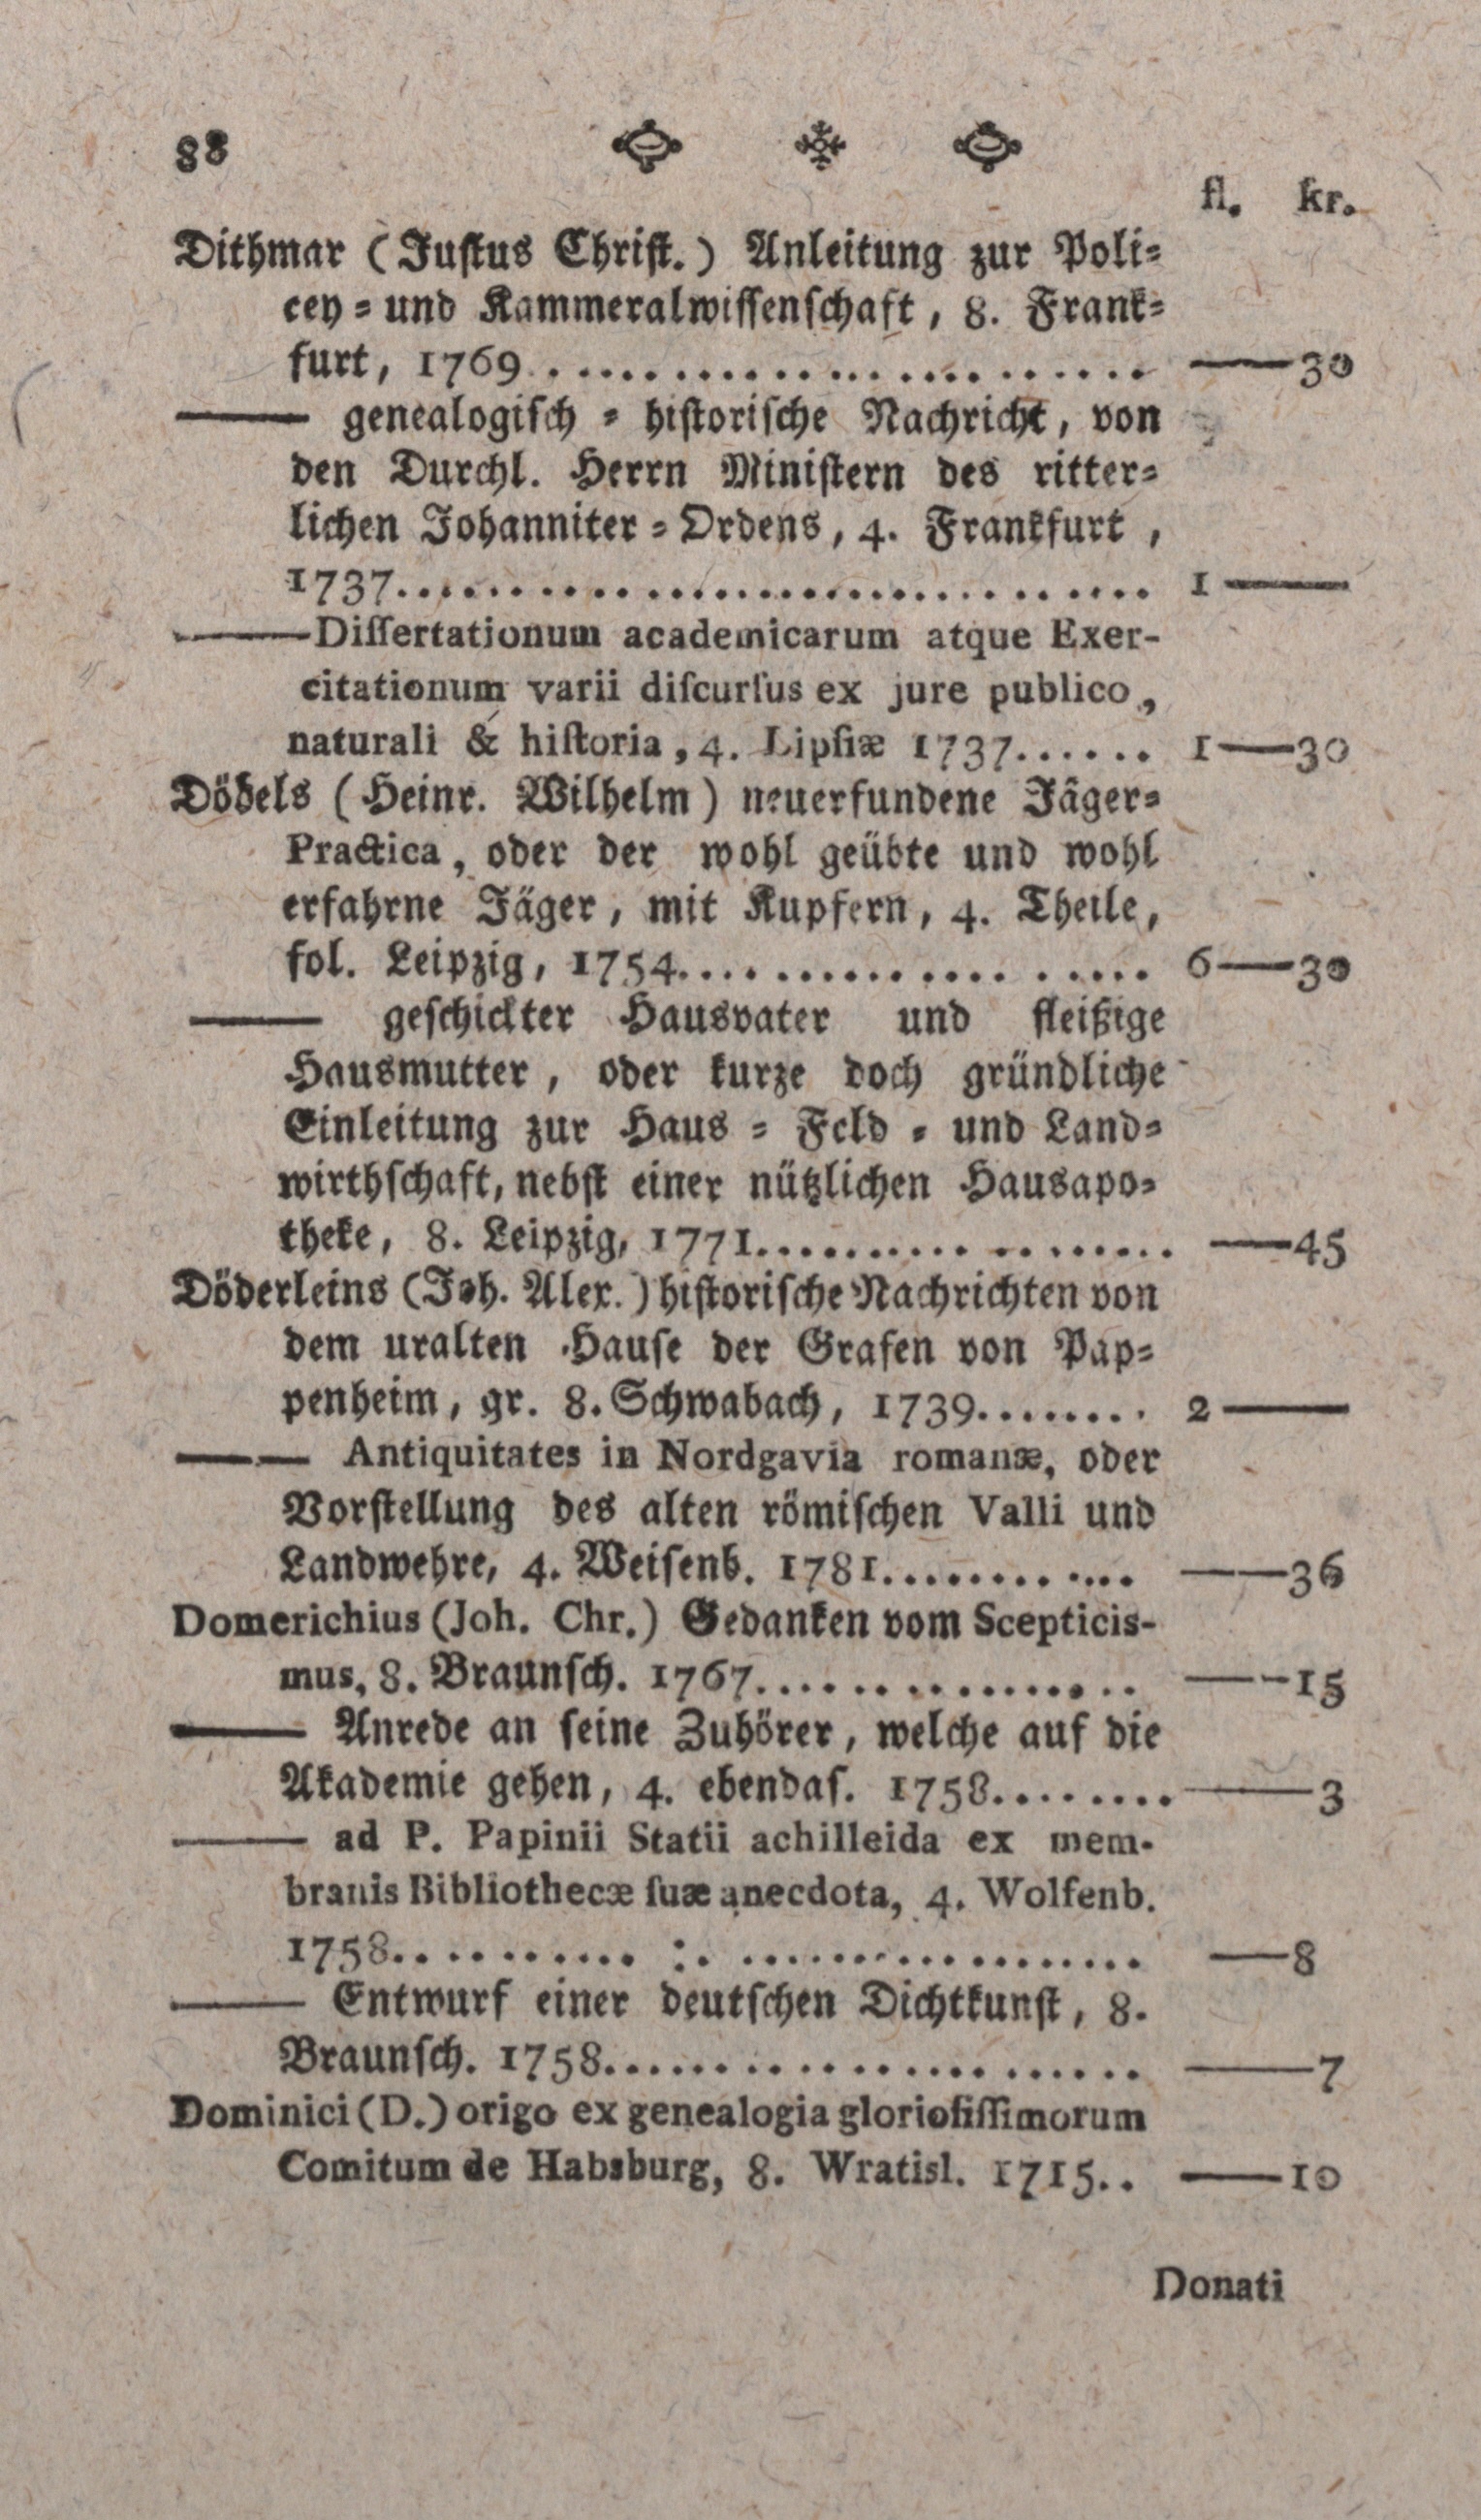 88
fl. kr.
Dithmar (Justus Christ.) Anleitung zur Poli⸗
cey⸗und Kammeralwissenschaft, 8. Frank⸗
furt, 1769.......................... ——30
—— genealogisch⸗historische Nachricht, von
den Durchl. Herrn Ministern des ritter⸗
lichen Johanniter⸗Ordens, 4. Frankfurt,
1737................................ 1——
——Diſſertationum academicarum atque Exer-
citationum varii diſcurſus ex jure publico,
naturali & hiſtoria, 4. Lipſiæ 1737...... 1—30
Dödels (Heinr. Wilhelm) neuerfundene Jäger⸗
Practica, oder der wohl geübte und wohl
erfahrne Jäger, mit Kupfern, 4. Theile,
fol. Leipzig, 1754.................... 6—30
—— geschickter Hausvater und fleißige
Hausmutter, oder kurze doch gründliche
Einleitung zur Haus⸗Feld⸗und Land⸗
wirthschaft, nebst einer nützlichen Hausapo⸗
theke, 8. Leipzig, 1771.................. —45
Döderleins (Joh. Alex.) historische Nachrichten von
dem uralten Hause der Grafen von Pap⸗
penheim, gr. 8. Schwabach, 1739........ 2——
—— Antiquitates in Nordgavia romanæ, oder
Vorstellung des alten römischen Valli und
Landwehre, 4. Weisenb. 1781............ ——36
Domerichius (Joh. Chr.) Gedanken vom Scepticis-
mus, 8. Braunsch. 1767................ ——15
—— Anrede an seine Zuhörer, welche auf die
Akademie gehen, 4. ebendas. 1758........ ——3
—— ad P. Papinii Statii achilleida ex mem-
branis Bibliothecæ ſuæ anecdota, 4. Wolfenb.
1758............................... —8
—— Entwurf einer deutschen Dichtkunst, 8.
Braunsch. 1758...................... ——7
Dominici (D.) origo ex genealogia glorioſiſſimorum
Comitum de Habsburg, 8. Wratisl. 1715.. ——10
Donati